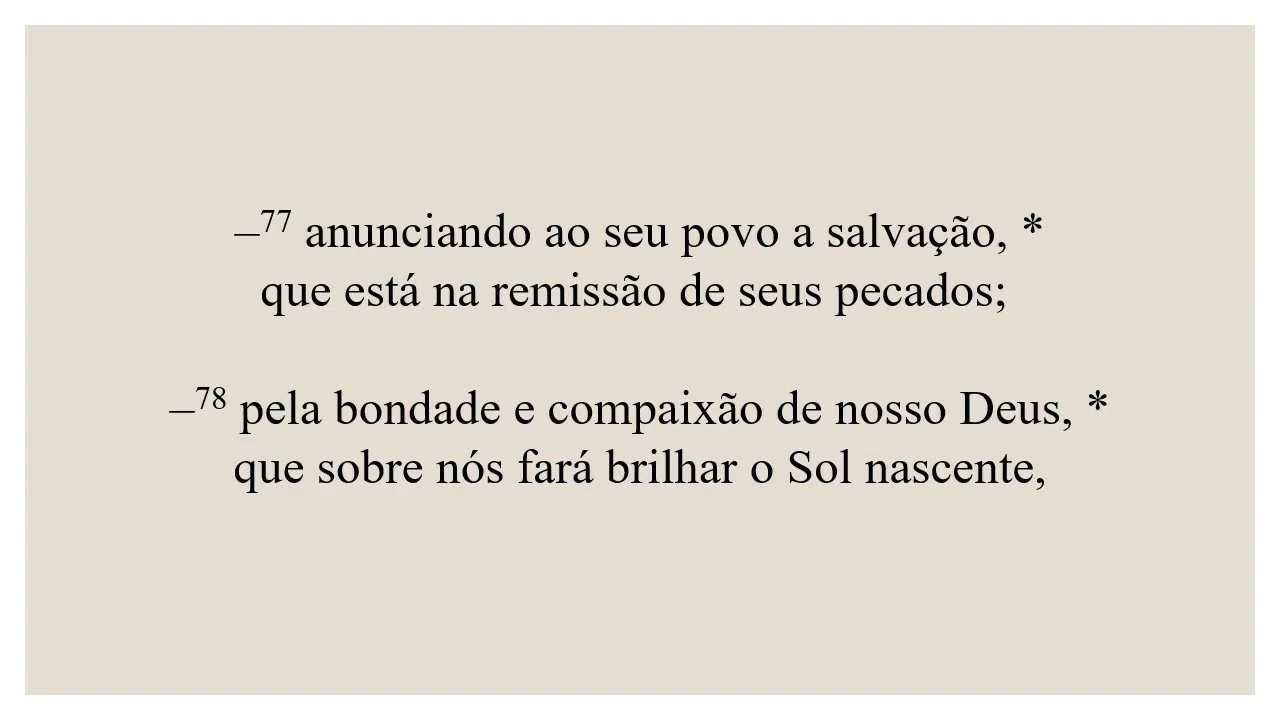 –⁷⁷ anunciando ao seu povo a salvação, *
que está na remissão de seus pecados;
–⁷⁸ pela bondade e compaixão de nosso Deus, *
que sobre nós fará brilhar o Sol nascente,